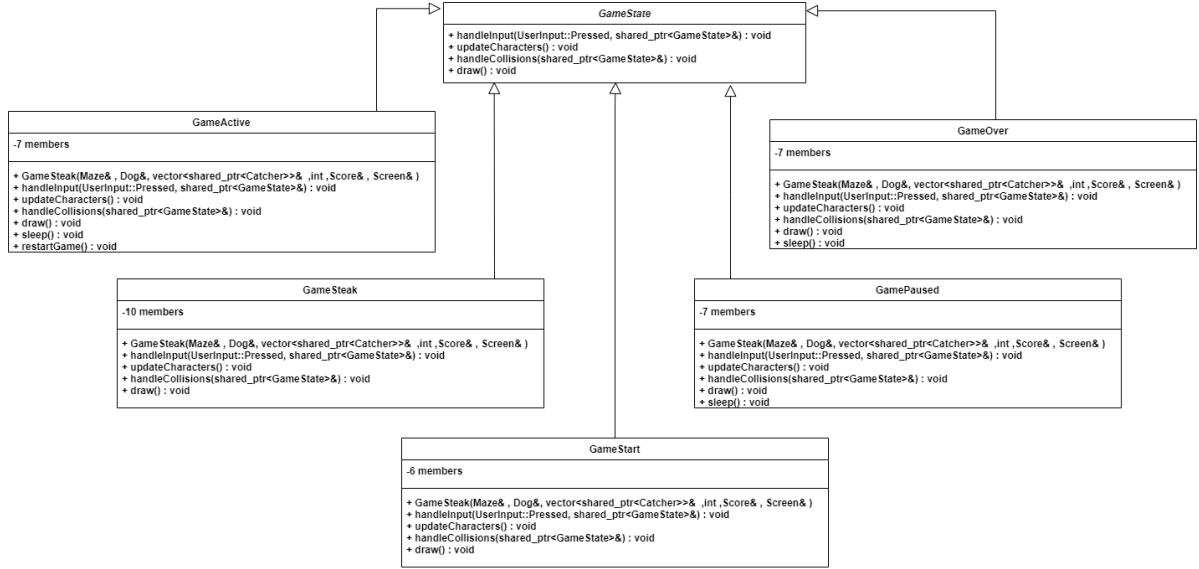 GameState
+ handleInput(UserInput::Pressed, shared_ptr<GameState>&) : void
+ updateCharacters() : void
+ handleCollisions(shared_ptr<GameState>&) : void
+ draw() : void
GameActive
-7 members
+ GameSteak(Maze& , Dog&, vector<shared_ptr<Catcher>>& ,int ,Score& , Screen& )
+ handleInput(UserInput::Pressed, shared_ptr<GameState>&) : void
+ updateCharacters() : void
+ handleCollisions(shared_ptr<GameState>&) : void
+ draw() : void
+ sleep() : void
+ restartGame() : void
GameOver
-7 members
+ GameSteak(Maze& , Dog&, vector<shared_ptr<Catcher>>& ,int ,Score& , Screen& )
+ handleInput(UserInput::Pressed, shared_ptr<GameState>&) : void
+ updateCharacters() : void
+ handleCollisions(shared_ptr<GameState>&) : void
+ draw() : void
+ sleep() : void
GameSteak
-10 members
+ GameSteak(Maze& , Dog&, vector<shared_ptr<Catcher>>& ,int ,Score& , Screen& )
+ handleInput(UserInput::Pressed, shared_ptr<GameState>&) : void
+ updateCharacters() : void
+ handleCollisions(shared_ptr<GameState>&) : void
+ draw() : void
GamePaused
-7 members
+ GameSteak(Maze& , Dog&, vector<shared_ptr<Catcher>>& ,int ,Score& , Screen& )
+ handleInput(UserInput::Pressed, shared_ptr<GameState>&) : void
+ updateCharacters() : void
+ handleCollisions(shared_ptr<GameState>&) : void
+ draw() : void
+ sleep() : void
GameStart
-6 members
+ GameSteak(Maze& , Dog&, vector<shared_ptr<Catcher>>& ,int ,Score& , Screen& )
+ handleInput(UserInput::Pressed, shared_ptr<GameState>&) : void
+ updateCharacters() : void
+ handleCollisions(shared_ptr<GameState>&) : void
+ draw() : void